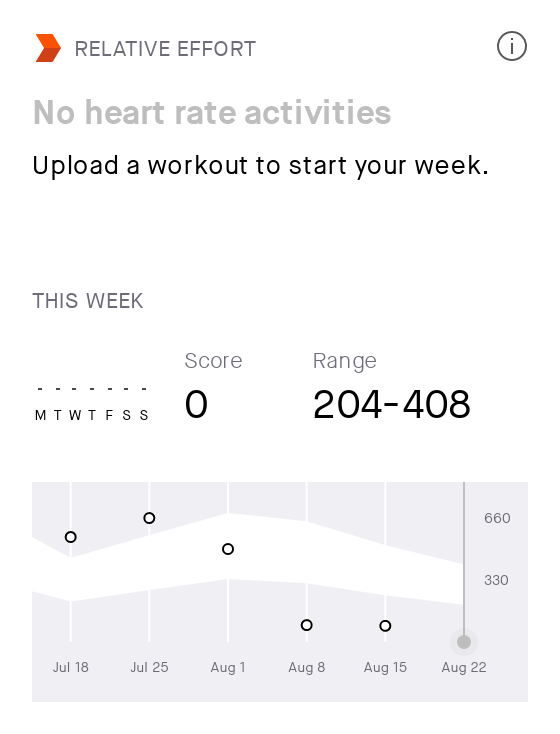 RELATIVE EFFORT
No heart rate activities
Upload a workout to start your week.
THIS WEEK
Score
Range
- - - - - - -
M T W T F S S
0
204-408
660
330
Jul 18
Jul 25
Aug 1
Aug 8
Aug 15
Aug 22